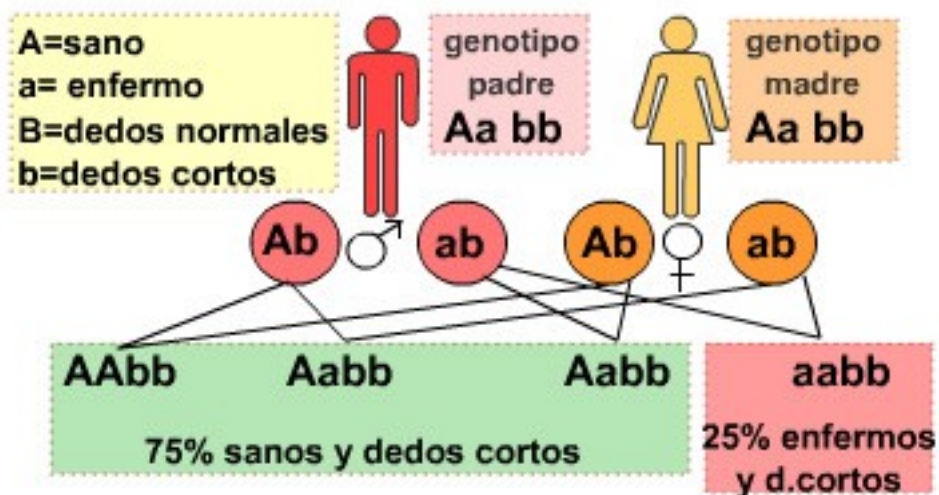 A=sano
a= enfermo
B=dedos normales
b=dedos cortos
genotipo
padre
Aa bb
genotipo
madre
Aa bb
Ab
ab
Ab
ab
AAbb
Aabb
Aabb
75% sanos y dedos cortos
aabb
25% enfermos
y d.cortos